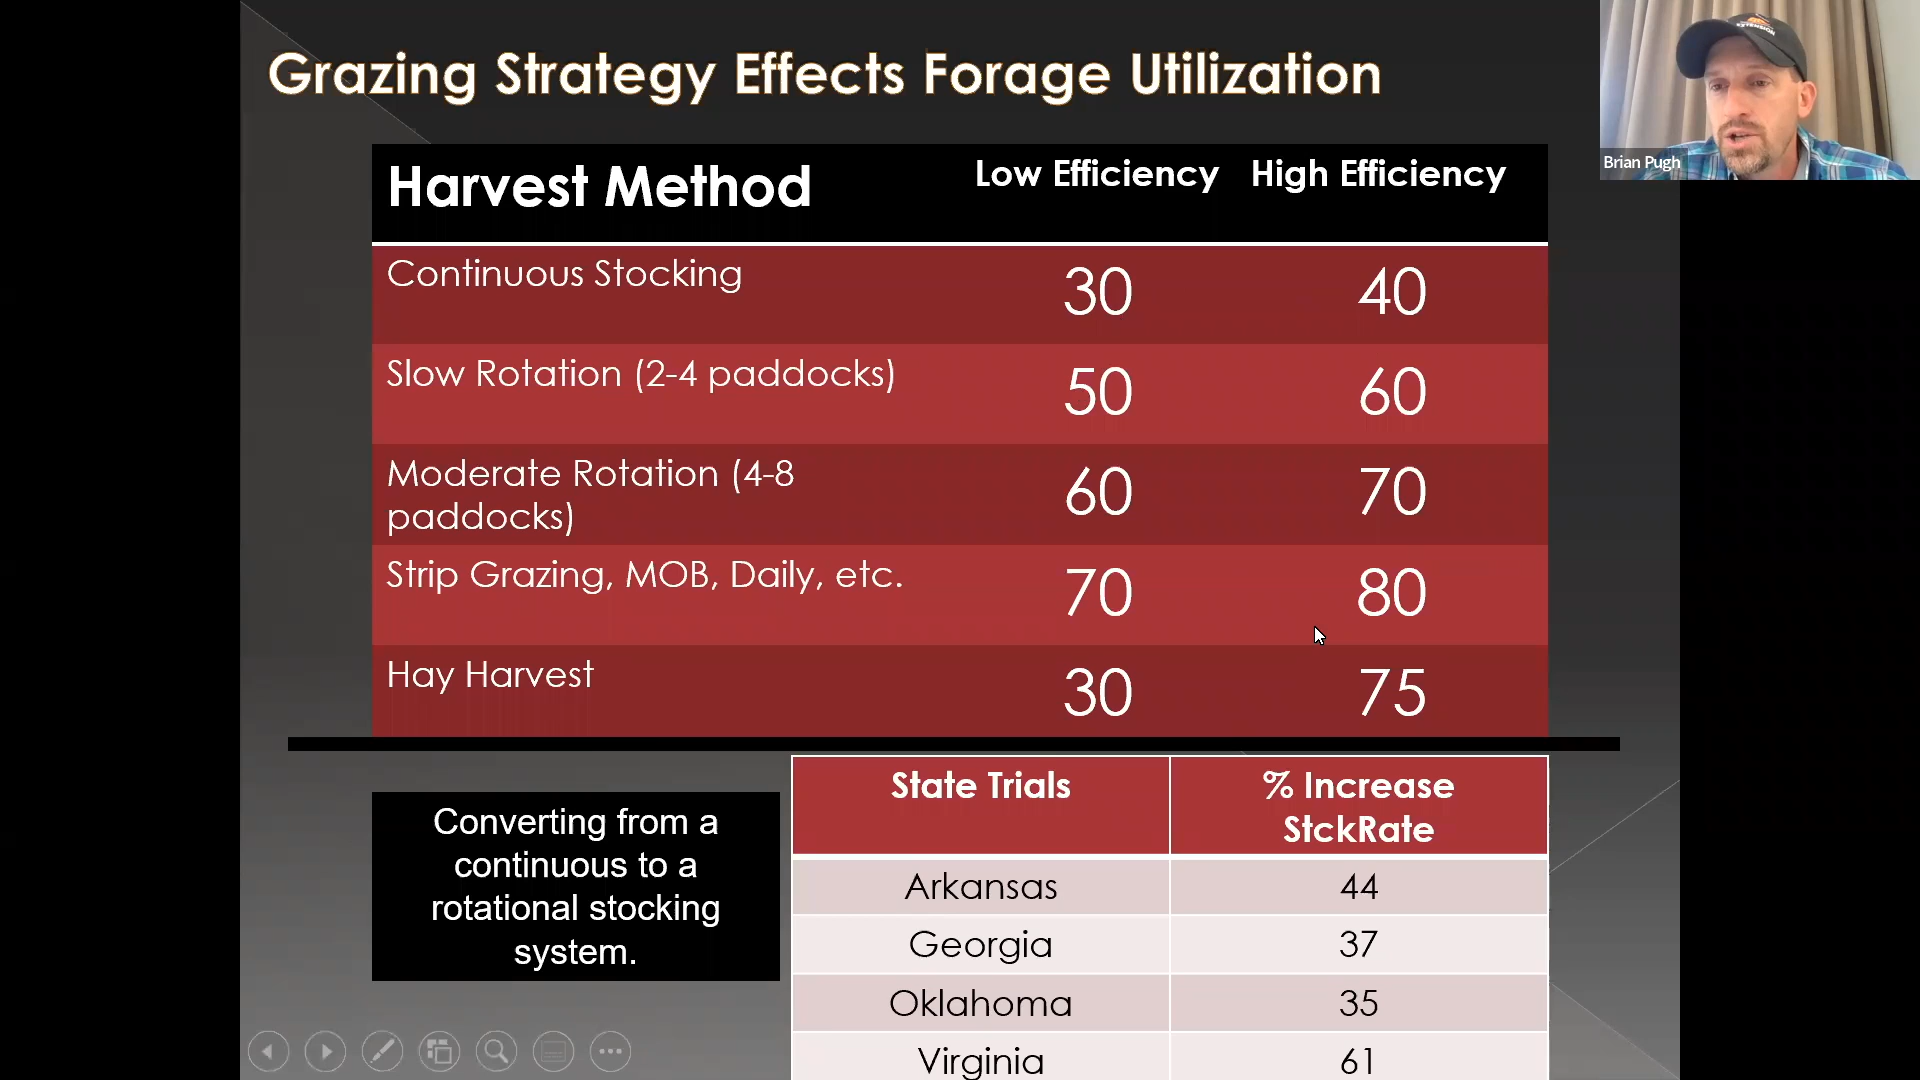 Grazing Strategy Effects Forage Utilization
Harvest Method Low Efficiency High Efficiency
Continuous Stocking 30 40
Slow Rotation (2-4 paddocks) 50 60
Moderate Rotation (4-8
paddocks) 60 70
Strip Grazing, MOB, Daily, etc. 70 80
Hay Harvest 30 75
Converting from a
continuous to a
rotational stocking
system.
State Trials % Increase
StckRate
Arkansas 44
Georgia 37
Oklahoma 35
Virginia 61
EXTENSION
Brian Pugh